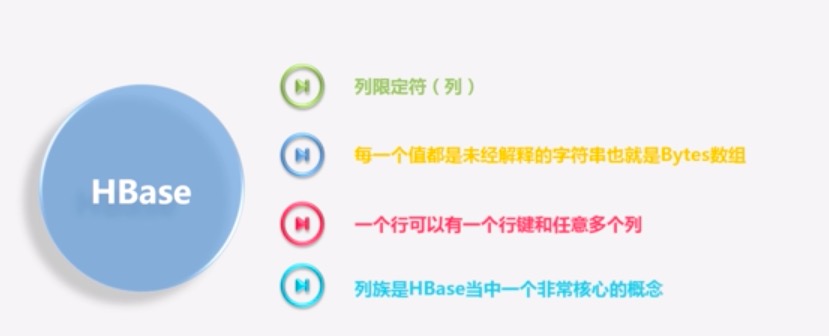 列限定符（列）
每一个值都是未经解释的字符串也就是Bytes数组
HBase
一个行可以有一个行键和任意多个列
列族是HBase当中一个非常核心的概念